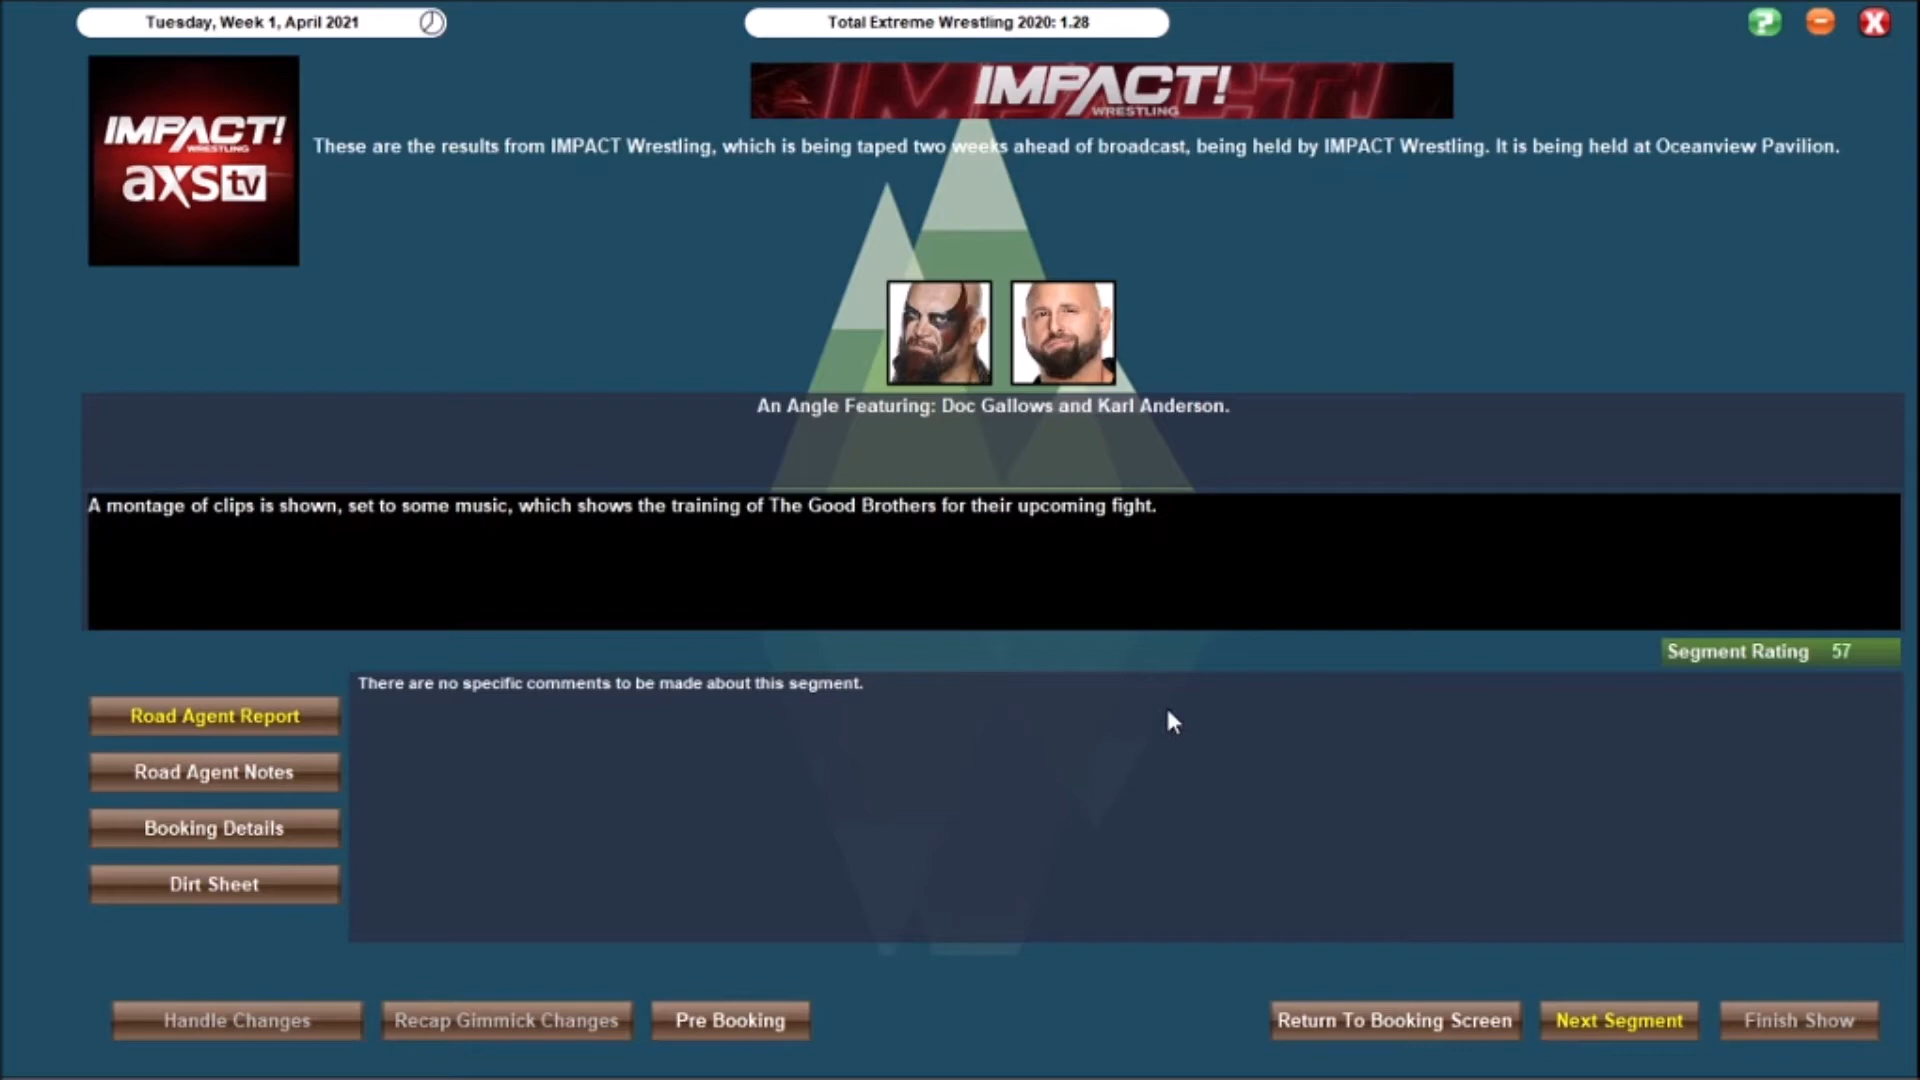 Tuesday, Week 1, April 2021
Total Extreme Wrestling 2020: 1.28
?
X
IMPACT!
WRESTLING
axs tv
IMPACT!
WRESTLING
These are the results from IMPACT Wrestling, which is being taped two weeks ahead of broadcast, being held by IMPACT Wrestling. It is being held at Oceanview Pavilion.
An Angle Featuring: Doc Gallows and Karl Anderson.
A montage of clips is shown, set to some music, which shows the training of The Good Brothers for their upcoming fight.
Segment Rating 57
There are no specific comments to be made about this segment.
Road Agent Report
Road Agent Notes
Booking Details
Dirt Sheet
Handle Changes
Recap Gimmick Changes
Pre Booking
Return To Booking Screen
Next Segment
Finish Show